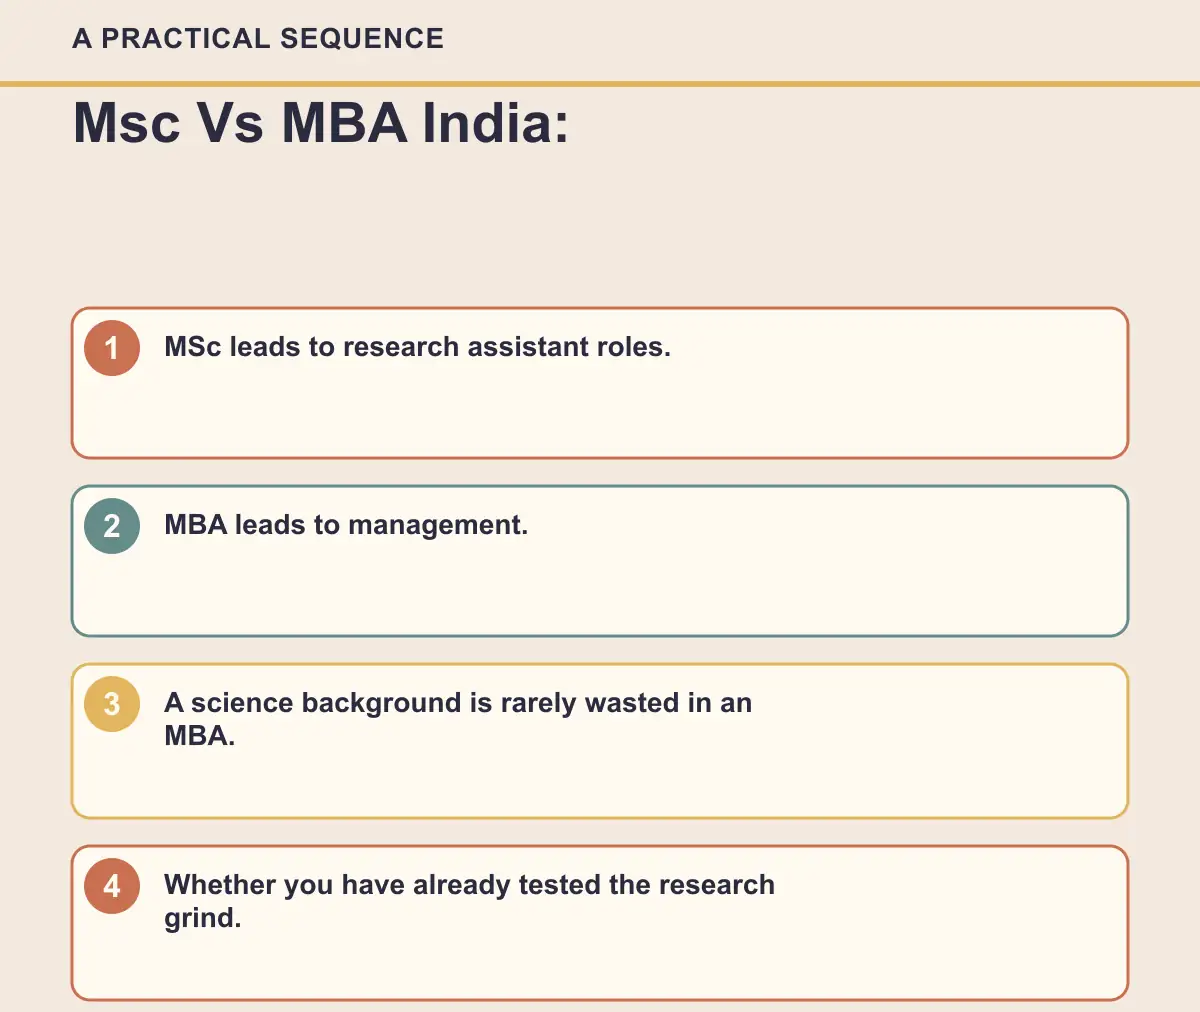 A PRACTICAL SEQUENCE
Msc Vs MBA India:
1
MSc leads to research assistant roles.
2
MBA leads to management.
3
A science background is rarely wasted in an
MBA.
4
Whether you have already tested the research
grind.